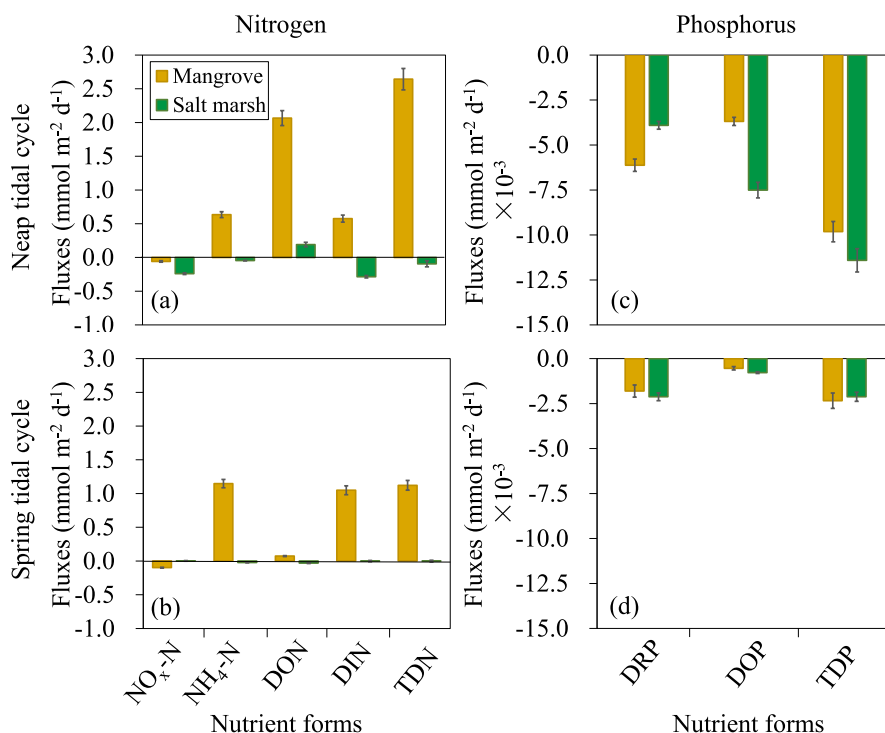 Nitrogen
Phosphorus
Neap tidal cycle
Fluxes (mmol m⁻² d⁻¹)
3.0
2.5
2.0
1.5
1.0
0.5
0.0
-0.5
-1.0
Mangrove
Salt marsh
(a)
Fluxes (mmol m⁻² d⁻¹)
×10⁻³
0.0
-2.5
-5.0
-7.5
-10.0
-12.5
-15.0
(c)
Spring tidal cycle
Fluxes (mmol m⁻² d⁻¹)
3.0
2.5
2.0
1.5
1.0
0.5
0.0
-0.5
-1.0
(b)
NOₓ-N
NH₄-N
DON
DIN
TDN
Nutrient forms
Fluxes (mmol m⁻² d⁻¹)
×10⁻³
0.0
-2.5
-5.0
-7.5
-10.0
-12.5
-15.0
(d)
DRP
DOP
TDP
Nutrient forms